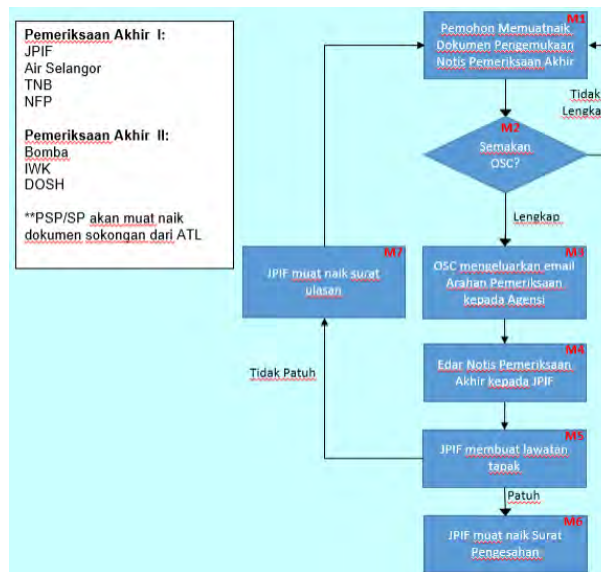 Pemeriksaan Akhir I:
JPIF
Air Selangor
TNB
NFP
Pemeriksaan Akhir II:
Bomba
IWK
DOSH
**PSP/SP akan muat naik
dokumen sokongan dari ATL
M1
Pemohon Memuatnaik
Dokumen Pengemukaan
Notis Pemeriksaan Akhir
Tidak
M2
Semakan
OSC?
Lengkap
M3
OSC mengeluarkan email
Arahan Pemeriksaan
kepada Agensi
M7
JPIF muat naik surat
ulasan
M4
Edar Notis Pemeriksaan
Akhir kepada JPIF
Tidak Patuh
M5
JPIF membuat lawatan
tapak
Patuh
M6
JPIF muat naik Surat
Pengesahan